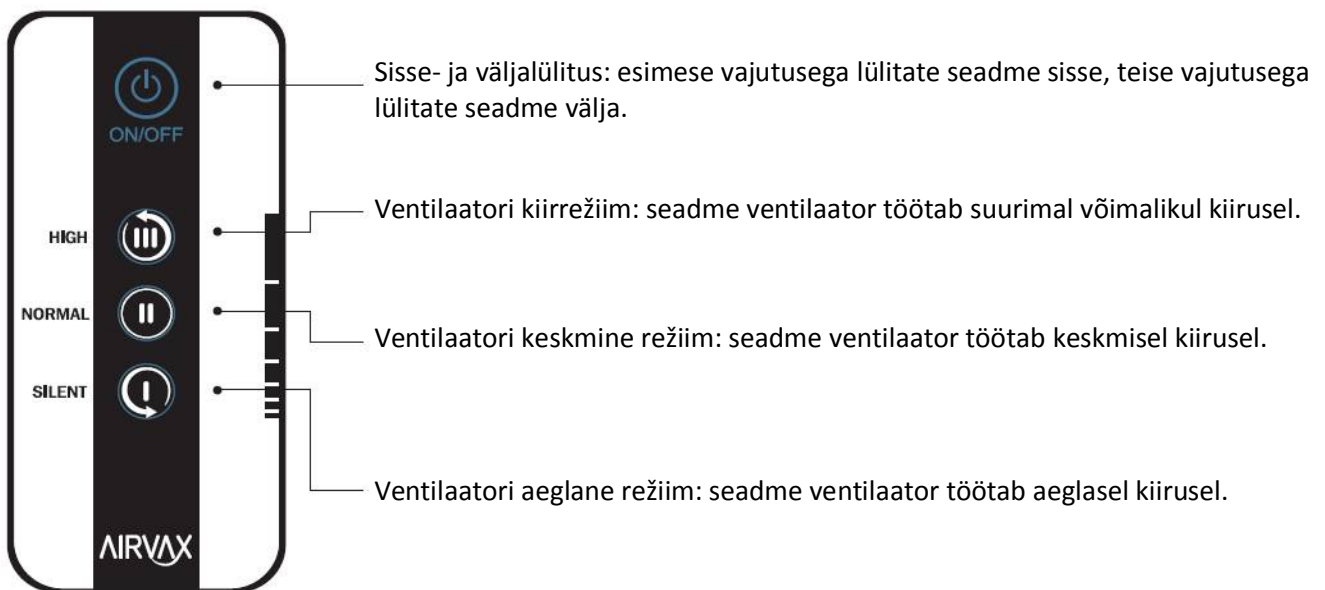 ON/OFF
Sisse- ja väljalülitus: esimese vajutusega lülitate seadme sisse, teise vajutusega
lülitate seadme välja.
HIGH
Ventilaatori kiirrežiim: seadme ventilaator töötab suurimal võimalikul kiirusel.
NORMAL
Ventilaatori keskmine režiim: seadme ventilaator töötab keskmisel kiirusel.
SILENT
Ventilaatori aeglane režiim: seadme ventilaator töötab aeglasel kiirusel.
AIRVAX